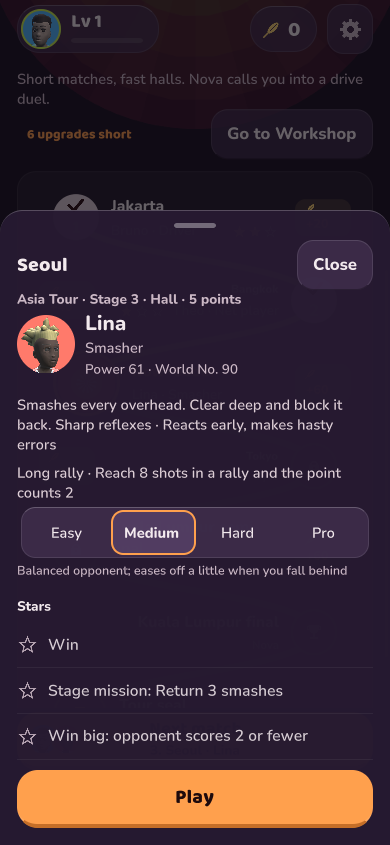 Lv 1
0
Short matches, fast halls. Nova calls you into a drive
duel.
6 upgrades short
Go to Workshop
Jakarta
Seoul
Close
Asia Tour · Stage 3 · Hall · 5 points
Lina
Smasher
Power 61 · World No. 90
Smashes every overhead. Clear deep and block it
back. Sharp reflexes · Reacts early, makes hasty
errors
Long rally · Reach 8 shots in a rally and the point
counts 2
Easy
Medium
Hard
Pro
Balanced opponent; eases off a little when you fall behind
Stars
Win
Stage mission: Return 3 smashes
Win big: opponent scores 2 or fewer
Play